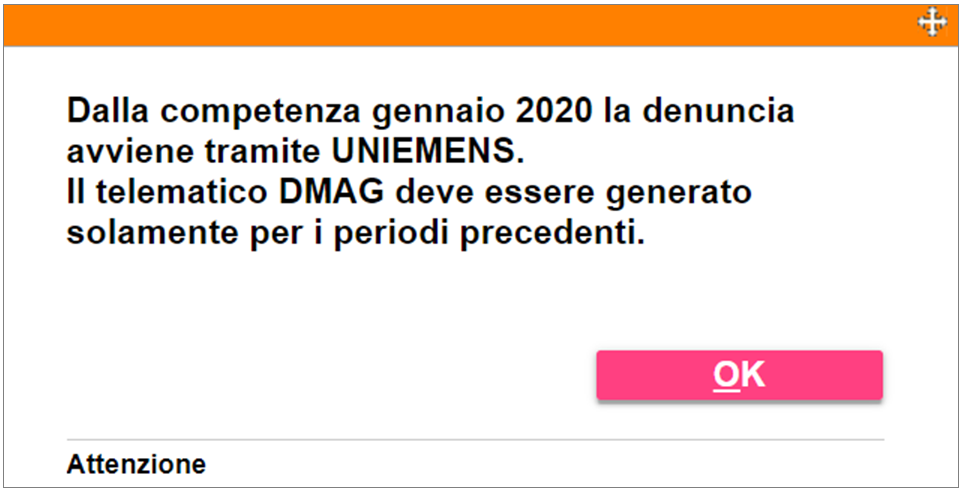 Dalla competenza gennaio 2020 la denuncia
avviene tramite UNIEMENS.
Il telematico DMAG deve essere generato
solamente per i periodi precedenti.
OK
Attenzione